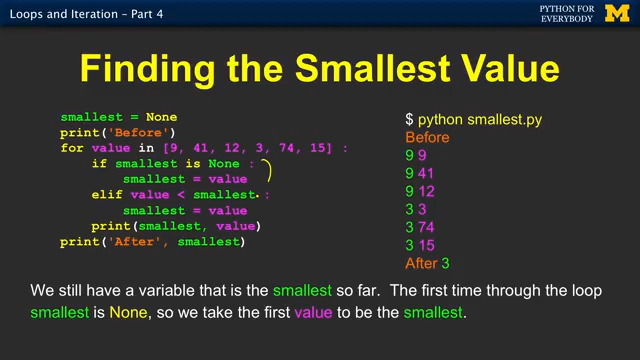 Loops and Iteration – Part 4
PYTHON FOR
EVERYBODY
Finding the Smallest Value
smallest = None
print('Before')
for value in [9, 41, 12, 3, 74, 15] :
    if smallest is None :
        smallest = value
    elif value < smallest :
        smallest = value
    print(smallest, value)
print('After', smallest)
$ python smallest.py
Before
9 9
9 41
9 12
3 3
3 74
3 15
After 3
We still have a variable that is the smallest so far. The first time through the loop
smallest is None, so we take the first value to be the smallest.